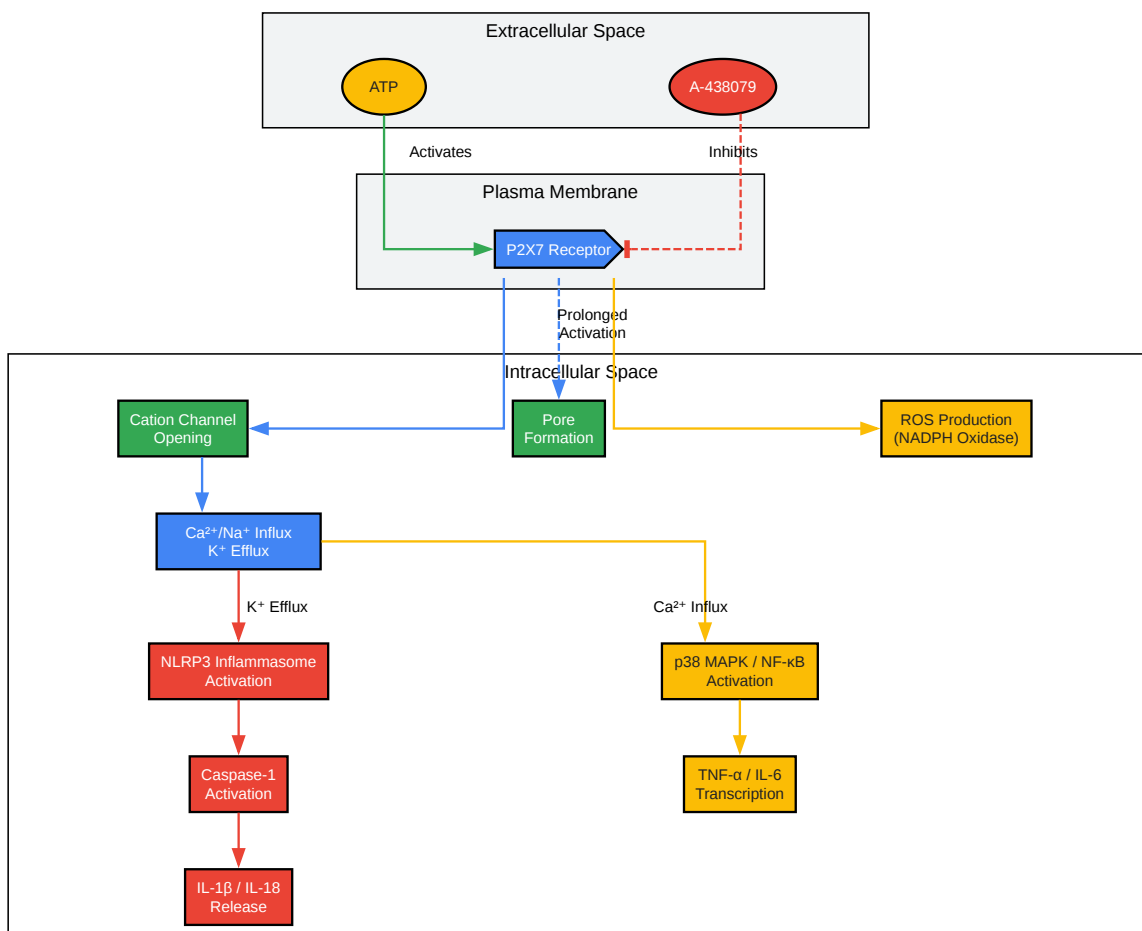 Extracellular Space
ATP
A-438079
Activates
Inhibits
Plasma Membrane
P2X7 Receptor
Prolonged
Activation
Intracellular Space
Cation Channel
Opening
Pore
Formation
ROS Production
(NADPH Oxidase)
Ca²⁺/Na⁺ Influx
K⁺ Efflux
K⁺ Efflux
Ca²⁺ Influx
NLRP3 Inflammasome
Activation
p38 MAPK / NF-κB
Activation
Caspase-1
Activation
TNF-α / IL-6
Transcription
IL-1β / IL-18
Release